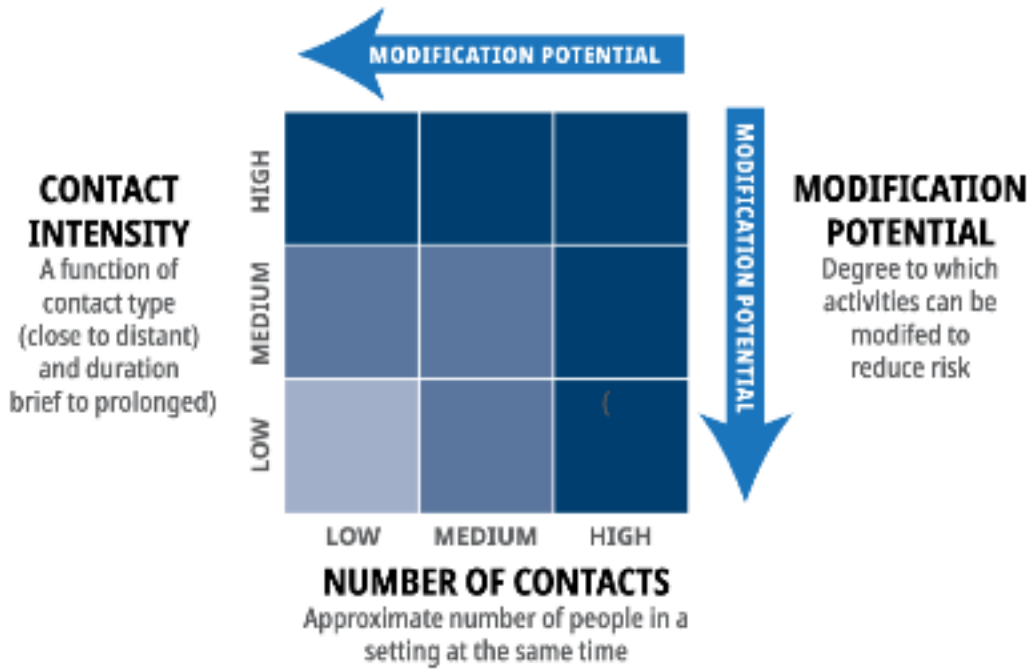 MODIFICATION POTENTIAL
CONTACT
INTENSITY
A function of
contact type
(close to distant)
and duration
brief to prolonged)
HIGH
MEDIUM
LOW
(
MODIFICATION POTENTIAL
MODIFICATION
POTENTIAL
Degree to which
activities can be
modifed to
reduce risk
LOW MEDIUM HIGH
NUMBER OF CONTACTS
Approximate number of people in a
setting at the same time